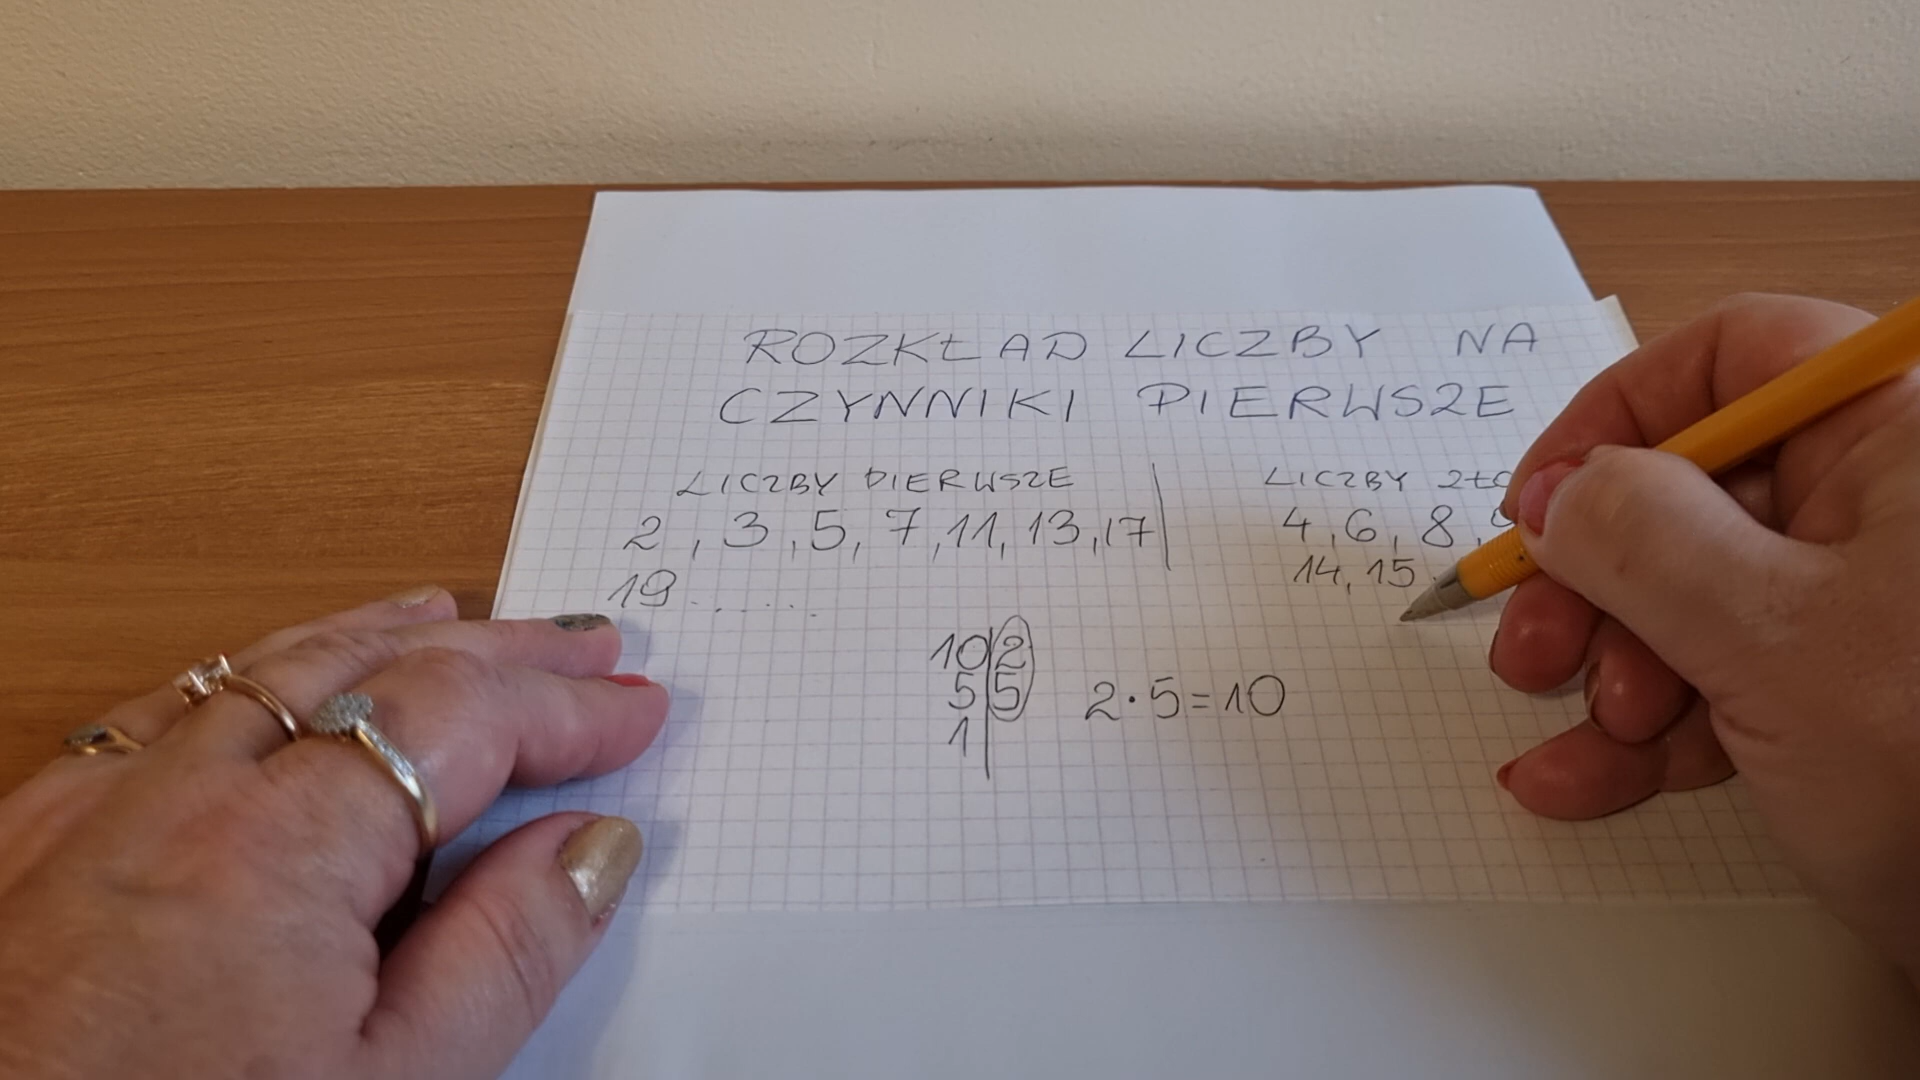 ROZKŁAD LICZBY NA
CZYNNIKI PIERWSZE
LICZBY PIERWSZE
2, 3, 5, 7, 11, 13, 17
19......
LICZBY
4, 6, 8,
14, 15
10|2
5|5
1|
2·5=10